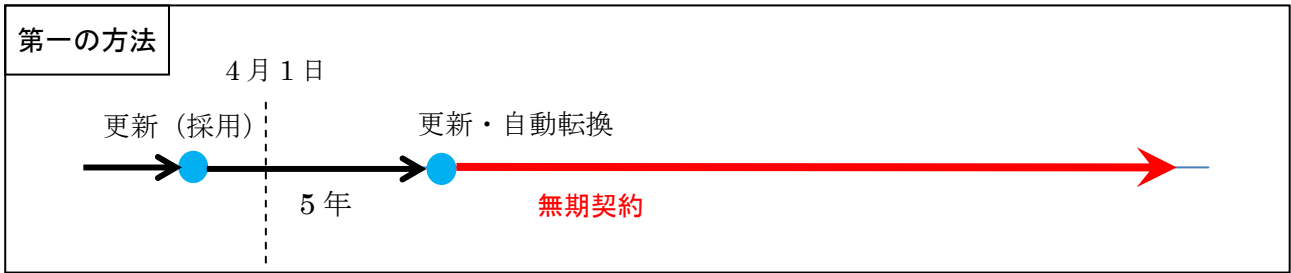 第一の方法
４月１日
更新（採用）
更新・自動転換
５年
無期契約